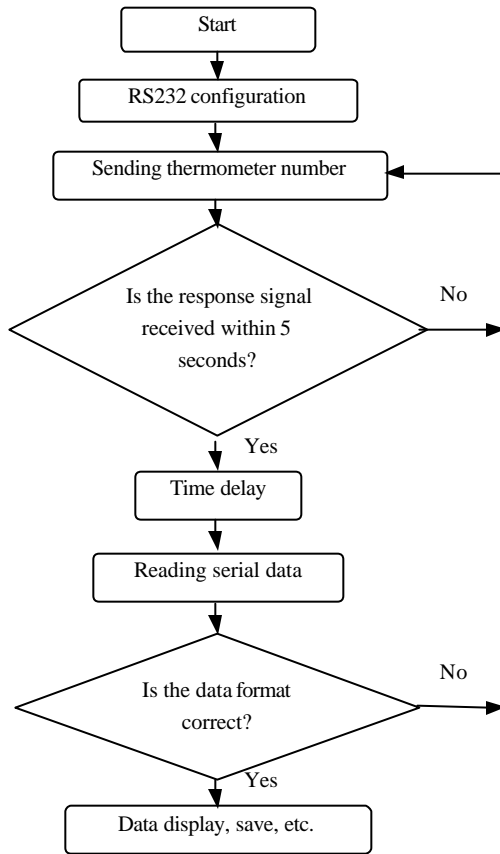 Start
RS232 configuration
Sending thermometer number
Is the response signal
received within 5
seconds?
No
Yes
Time delay
Reading serial data
Is the data format
correct?
No
Yes
Data display, save, etc.